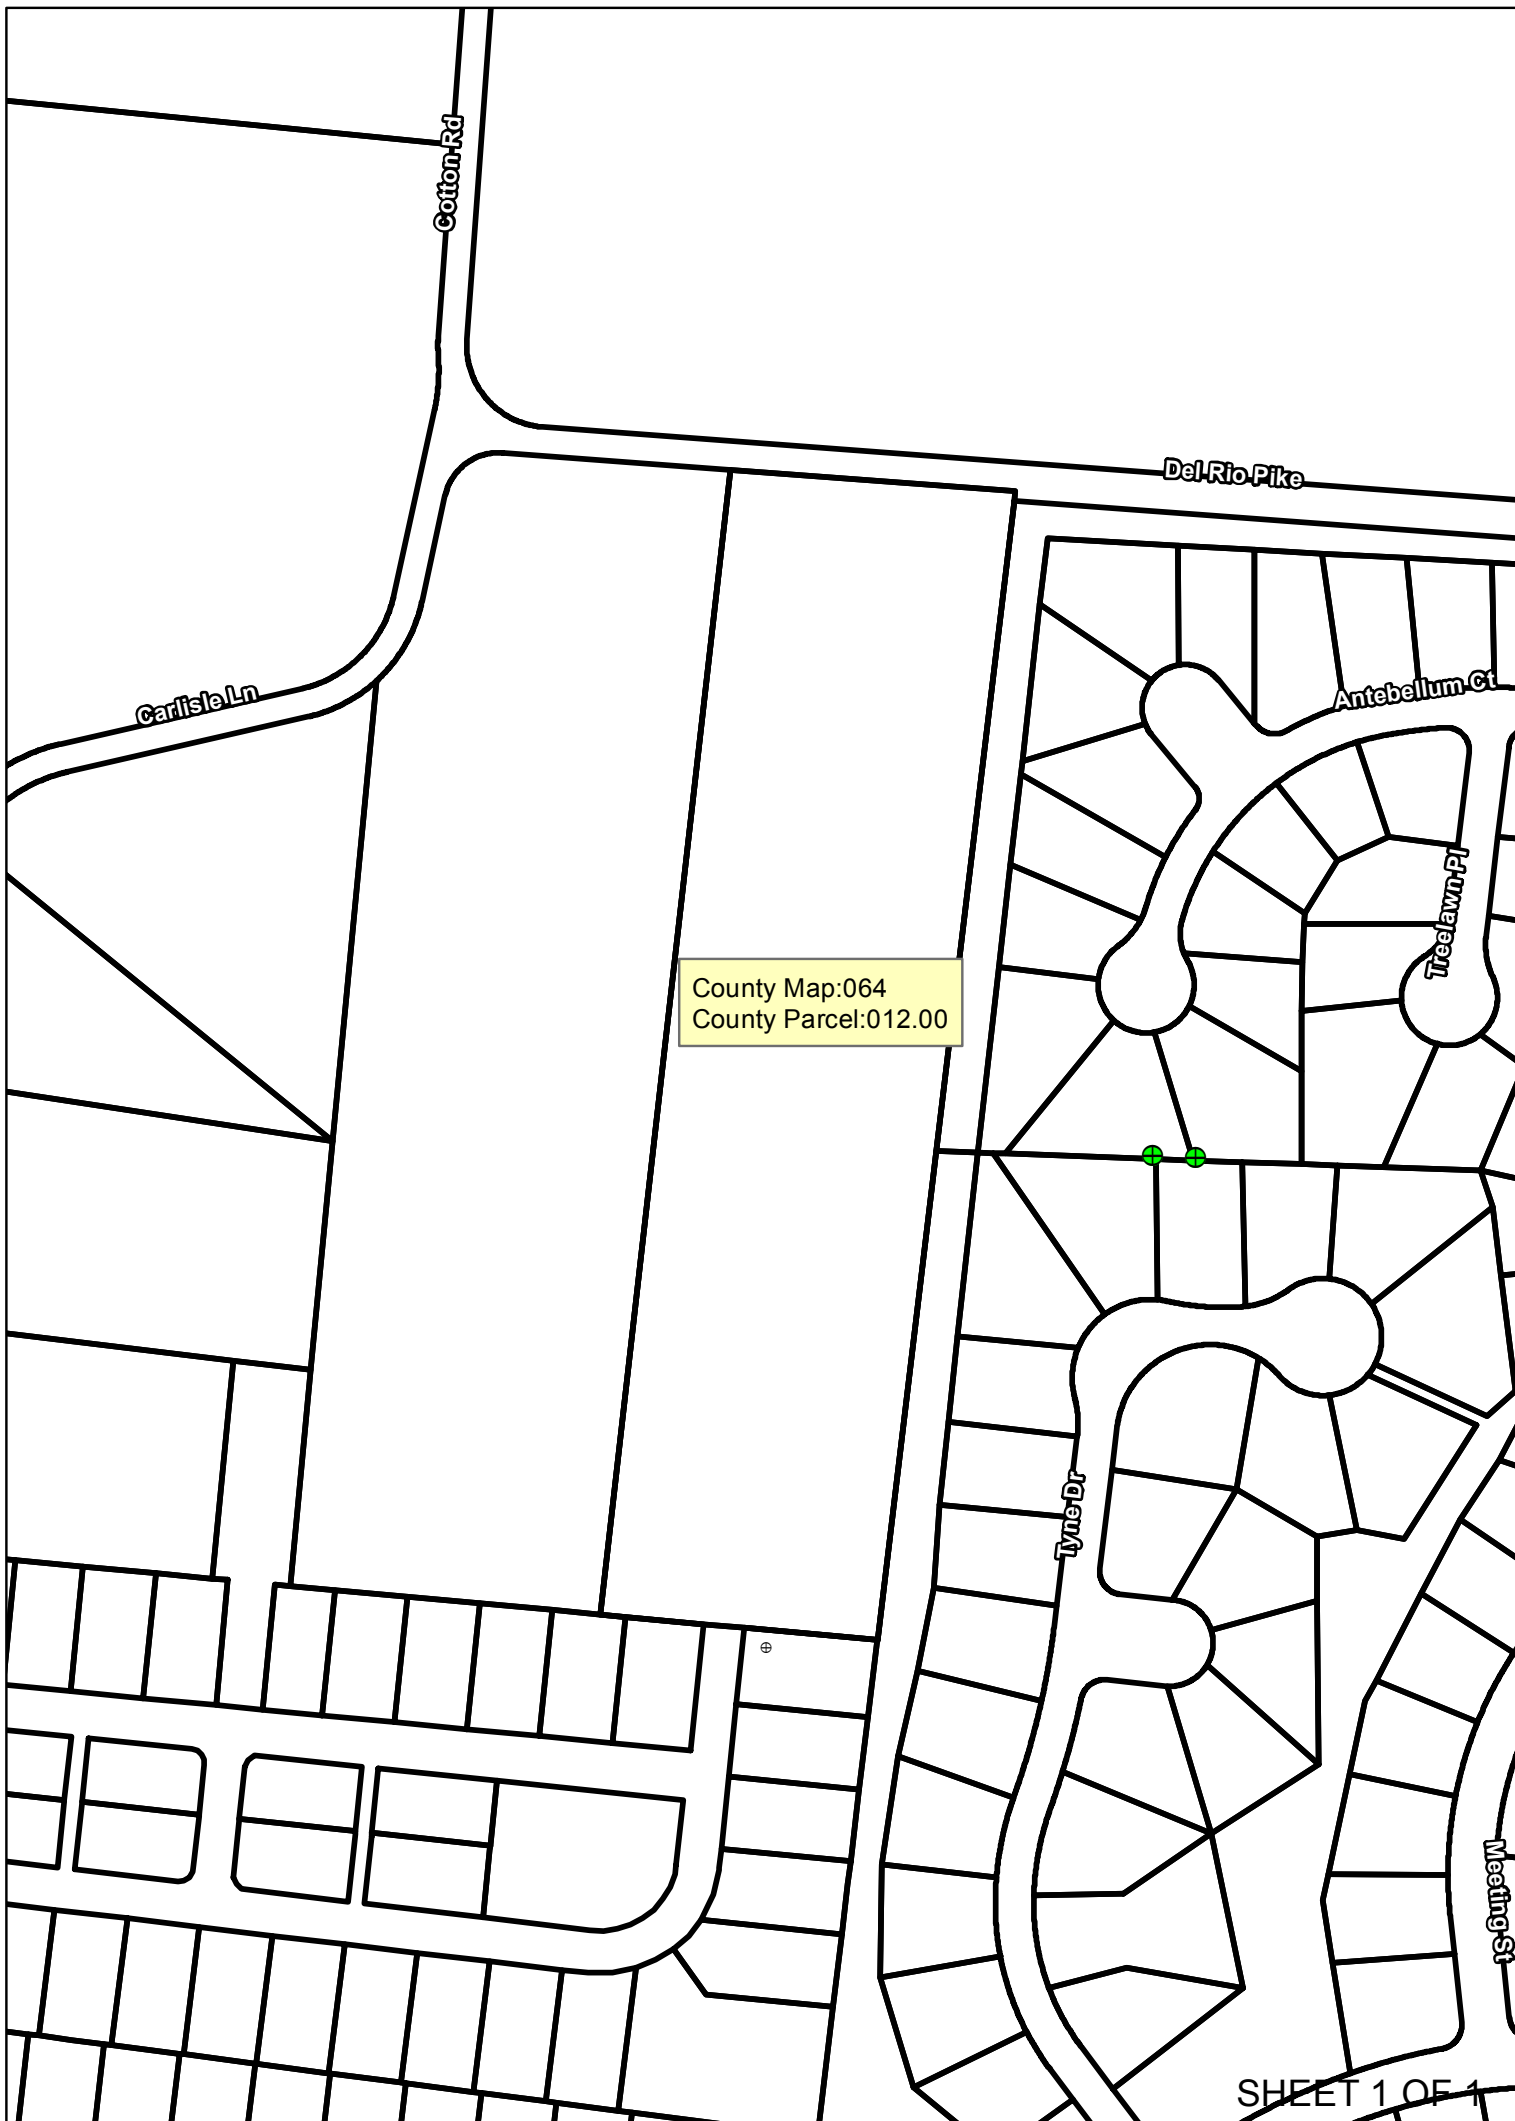 Cotton Rd
Del Rio Pike
Carlisle Ln
Antebellum Ct
Treelawn Pl
County Map:064
County Parcel:012.00
Tyne Dr
Meeting St
SHEET 1 OF 1